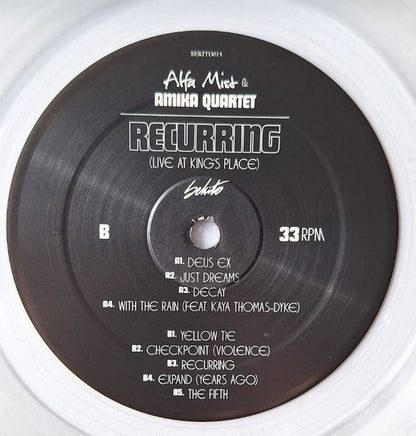 SEKITO015
Alfa Mist &
AMIKA QUARTET
RECURRING
(LIVE AT KING'S PLACE)
Sekito
B 33 RPM
A1. DEUS EX
A2. JUST DREAMS
A3. DECAY
A4. WITH THE RAIN (FEAT. KAYA THOMAS-DYKE)
B1. YELLOW TIE ℗
B2. CHECKPOINT (VIOLENCE)
B3. RECURRING
B4. EXPAND (YEARS AGO)
B5. THE FIFTH